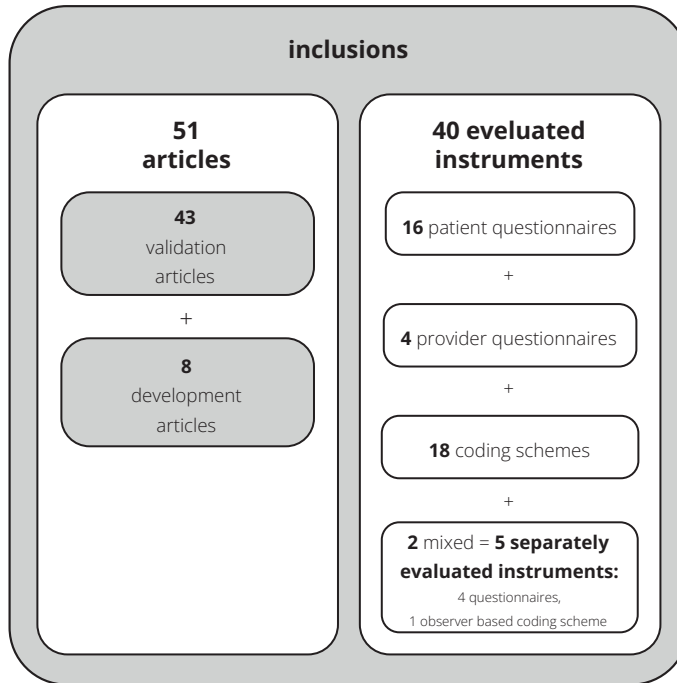 inclusions
51
articles
43
validation
articles
+
8
development
articles
40 eveluated
instruments
16 patient questionnaires
+
4 provider questionnaires
+
18 coding schemes
+
2 mixed = 5 separately
evaluated instruments:
4 questionnaires,
1 observer based coding scheme